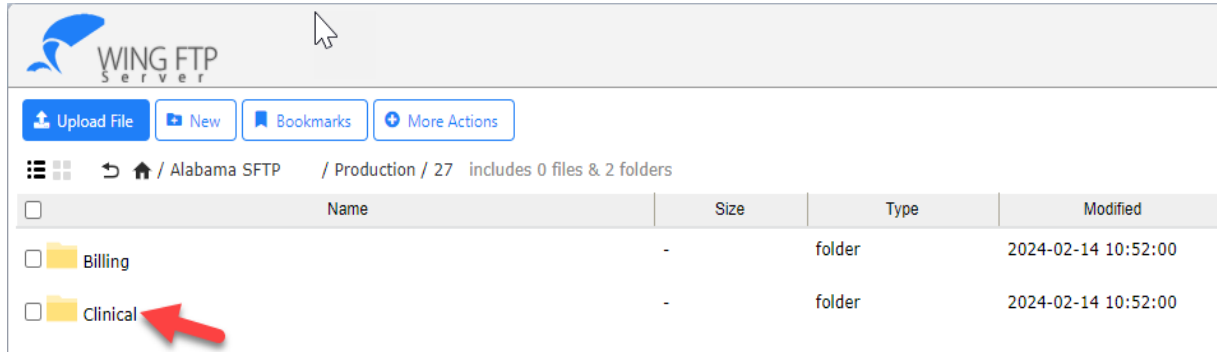 WING FTP
Server
Upload File New Bookmarks More Actions
/ Alabama SFTP / Production / 27 includes 0 files & 2 folders
Name Size Type Modified
Billing - folder 2024-02-14 10:52:00
Clinical - folder 2024-02-14 10:52:00